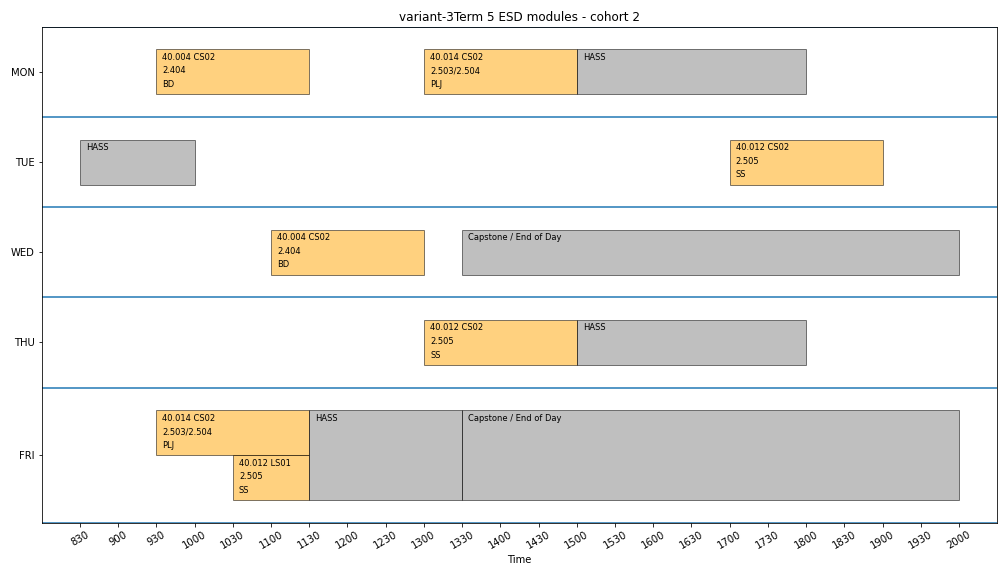 variant-3Term 5 ESD modules - cohort 2
MON
40.004 CS02
2.404
BD
40.014 CS02
2.503/2.504
PLJ
HASS
TUE
HASS
40.012 CS02
2.505
SS
WED
40.004 CS02
2.404
BD
Capstone / End of Day
THU
40.012 CS02
2.505
SS
HASS
FRI
40.014 CS02
2.503/2.504
PLJ
40.012 LS01
2.505
SS
HASS
Capstone / End of Day
830 900 930 1000 1030 1100 1130 1200 1230 1300 1330 1400 1430 1500 1600 1630 1700 1730 1800 1830 1900 1930 2000
Time